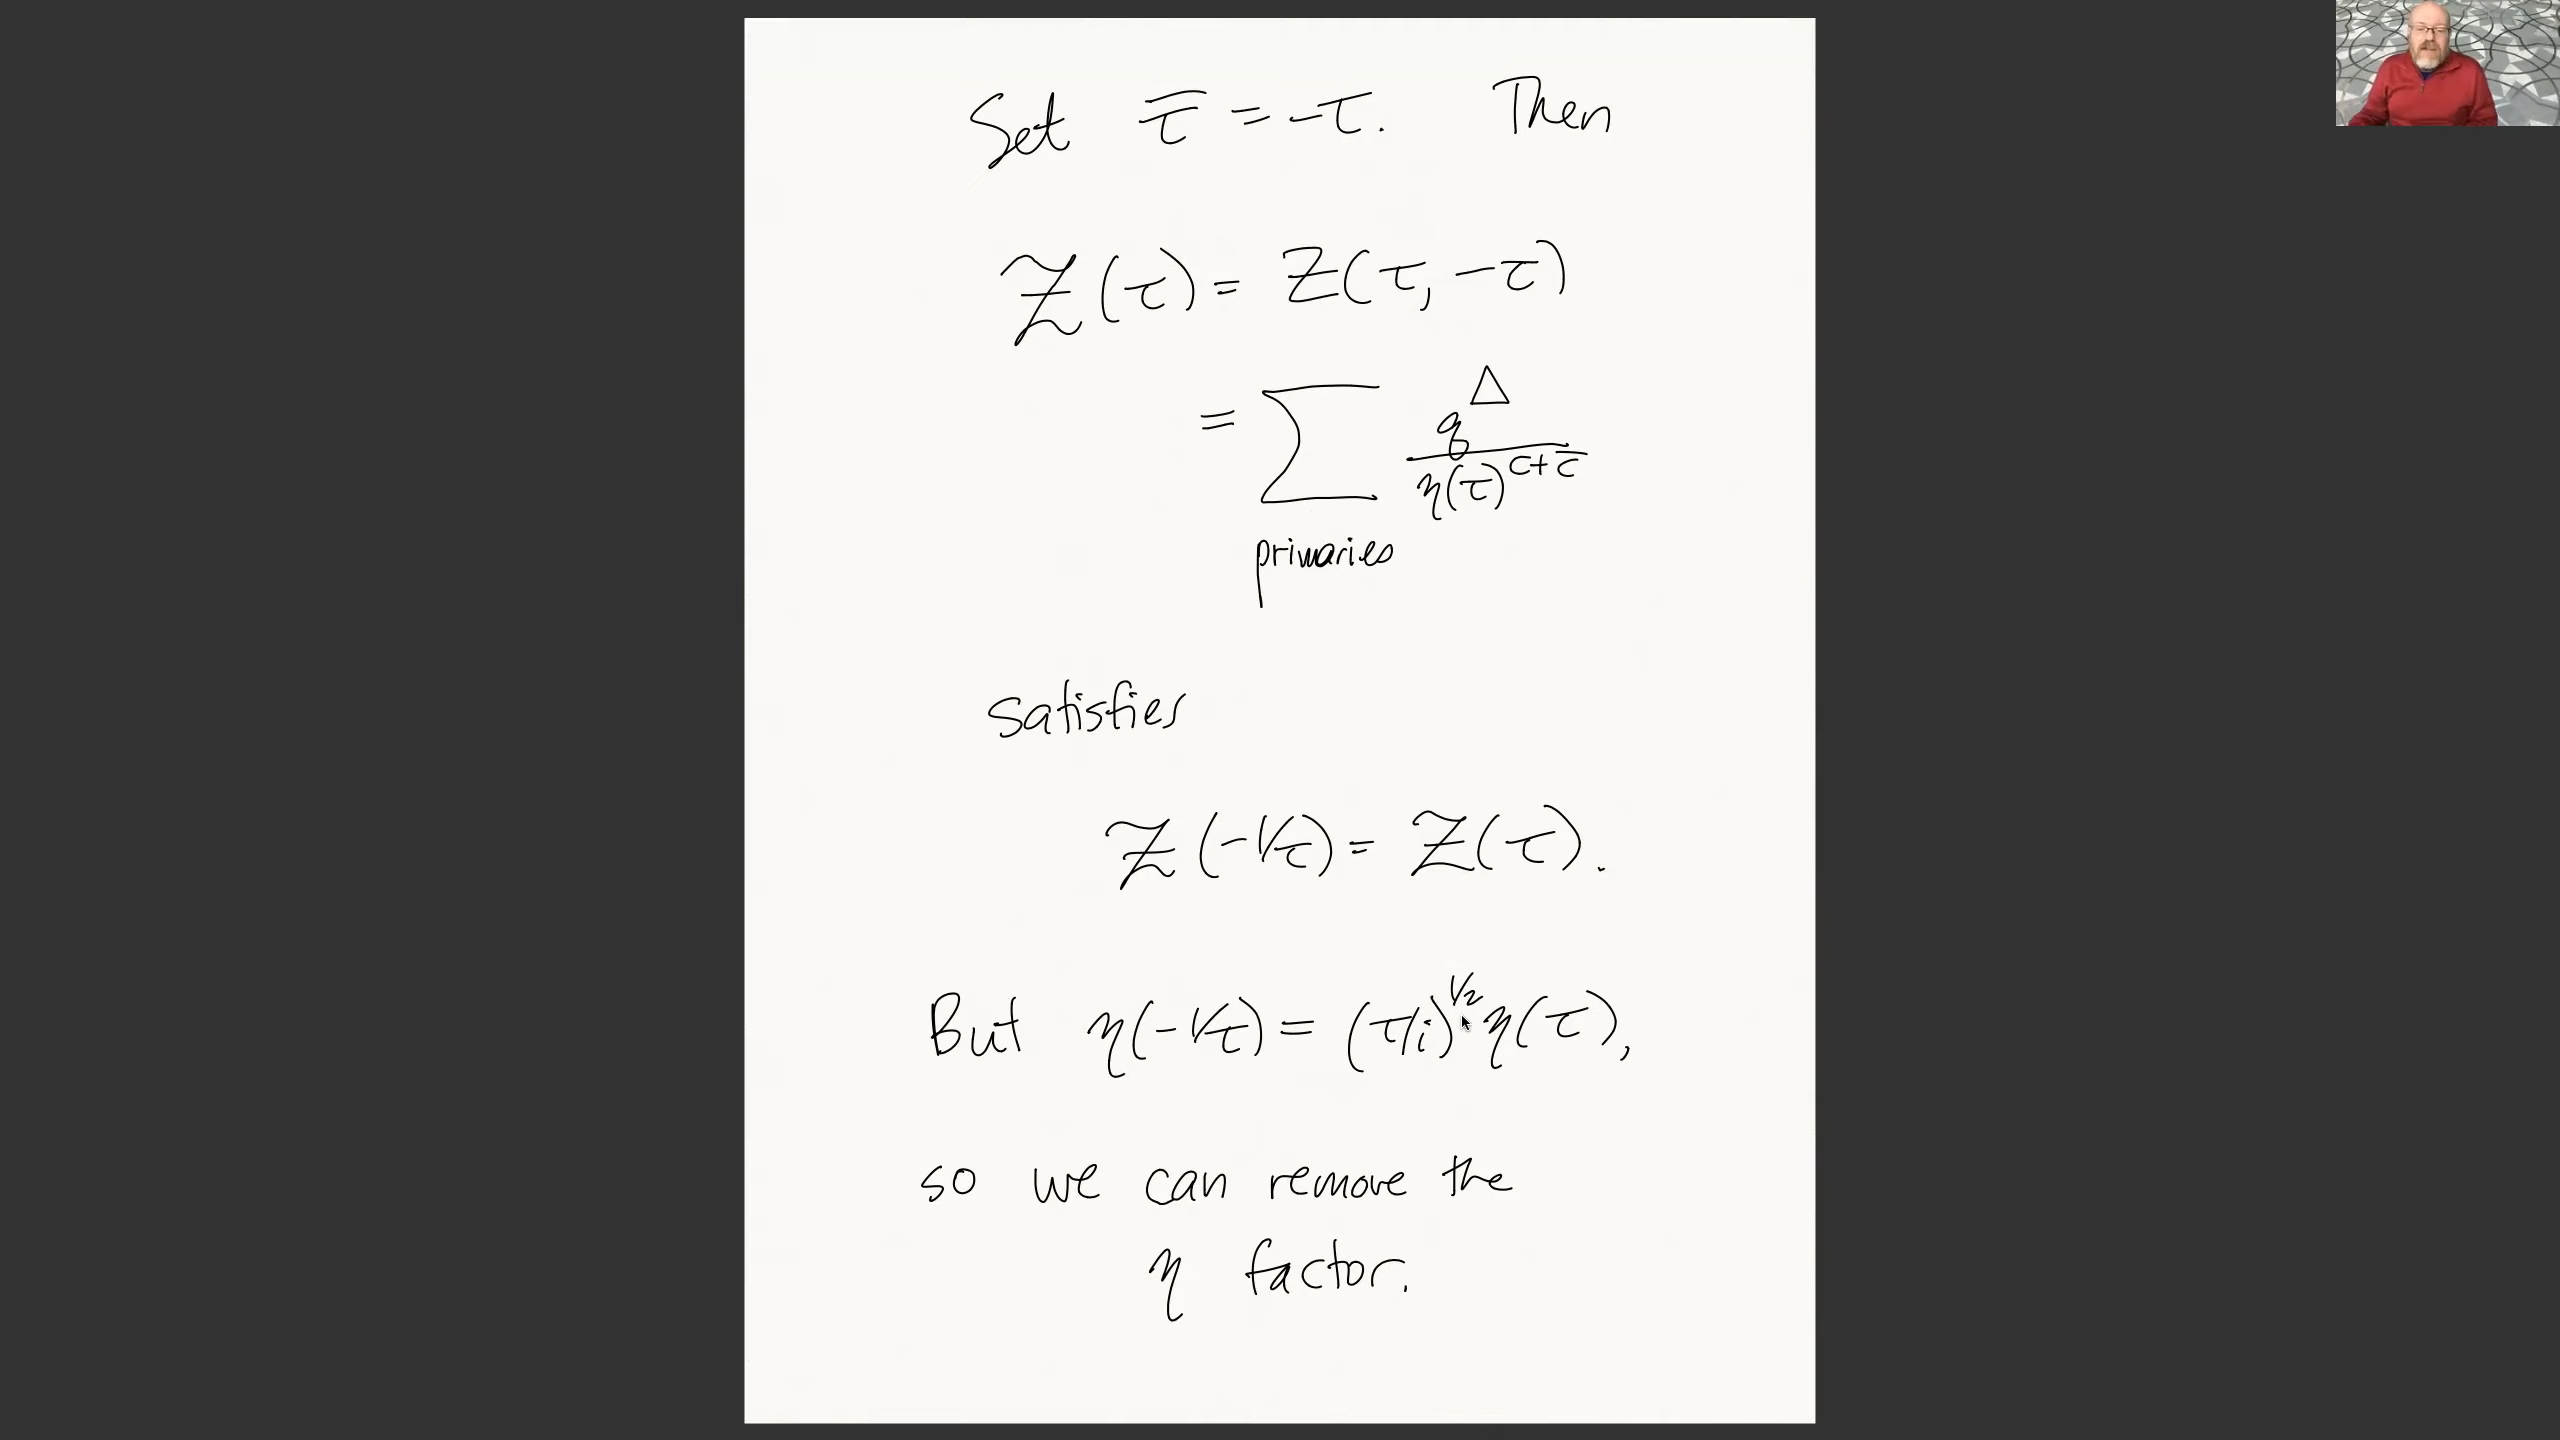 Set τ̄ = -τ. Then
𝒵(τ) = Z(τ, -τ)
= ∑ q^Δ / η(τ)^(c+c̄)
primaries
satisfies
𝒵(-1/τ) = 𝒵(τ).
But η(-1/τ) = (τ/i)^(1/2) η(τ),
so we can remove the
η factor.